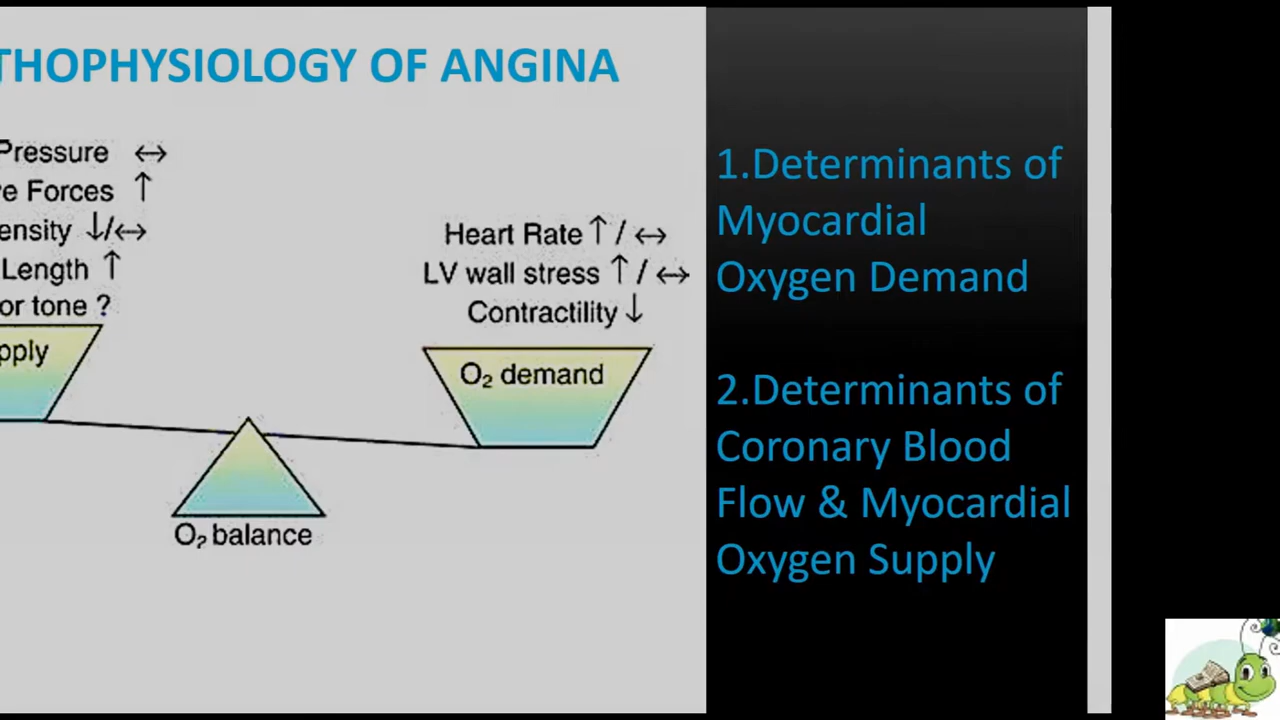 THOPHYSIOLOGY OF ANGINA
Pressure ↔
e Forces ↑
ensity ↓/↔
Length ↑
or tone ?
pply
Heart Rate ↑ / ↔
LV wall stress ↑ / ↔
Contractility ↓
O₂ demand
O₂ balance
1.Determinants of
Myocardial
Oxygen Demand
2.Determinants of
Coronary Blood
Flow & Myocardial
Oxygen Supply